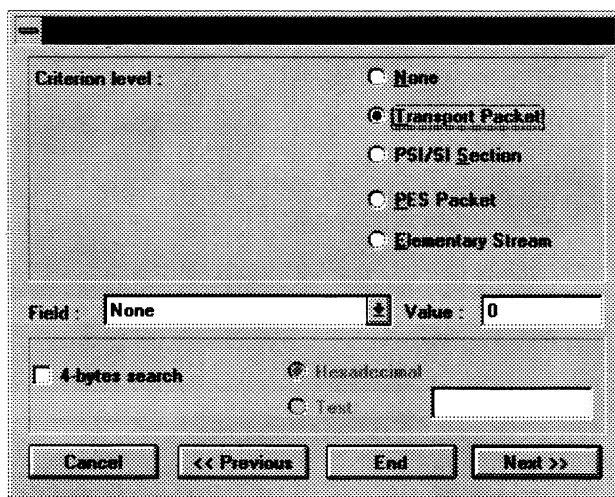 Criterion level :
None
Transport Packet
PSI/SI Section
PES Packet
Elementary Stream
Field : None Value : 0
4-bytes search Hexadecimal
Text
Cancel << Previous End Next >>